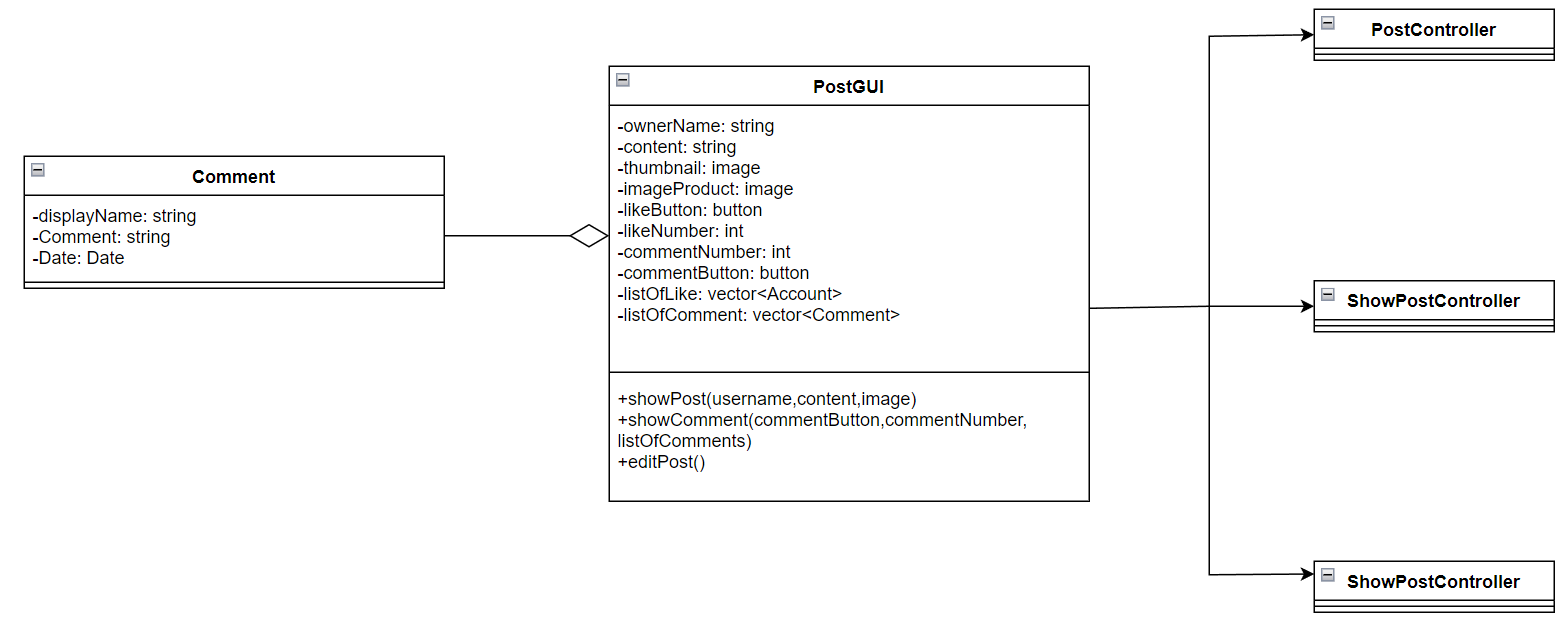 Comment
-displayName: string
-Comment: string
-Date: Date
PostGUI
-ownerName: string
-content: string
-thumbnail: image
-imageProduct: image
-likeButton: button
-likeNumber: int
-commentNumber: int
-commentButton: button
-listOfLike: vector<Account>
-listOfComment: vector<Comment>
+showPost(username,content,image)
+showComment(commentButton,commentNumber,
listOfComments)
+editPost()
PostController
ShowPostController
ShowPostController